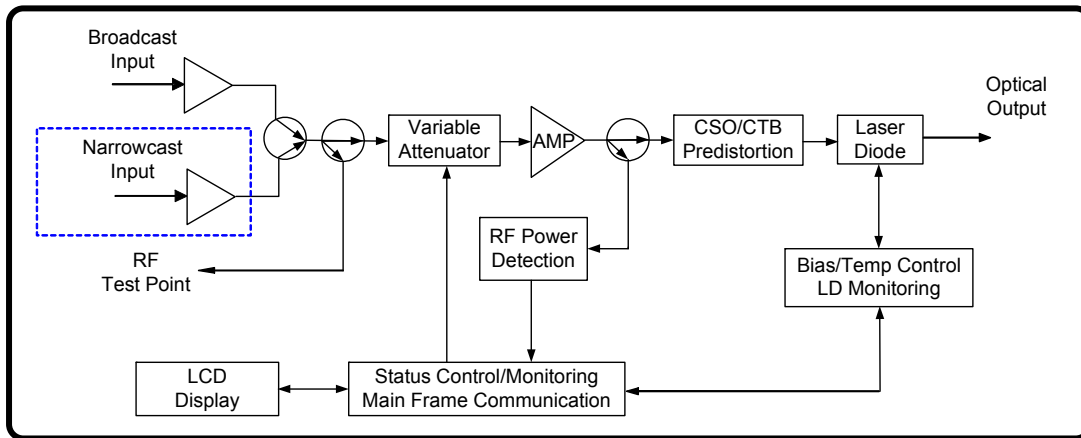 Broadcast
Input
Optical
Output
Narrowcast
Input
Variable
Attenuator
AMP
CSO/CTB
Predistortion
Laser
Diode
RF
Test Point
RF Power
Detection
Bias/Temp Control
LD Monitoring
LCD
Display
Status Control/Monitoring
Main Frame Communication